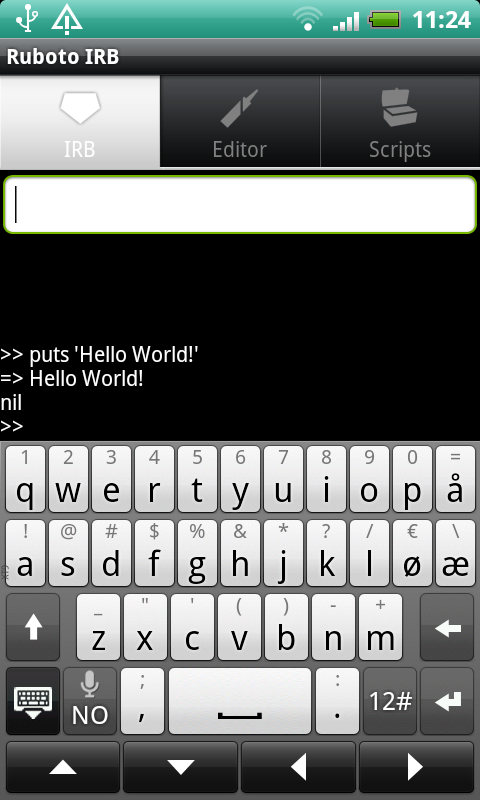 11:24
Ruboto IRB
IRB Editor Scripts
>> puts 'Hello World!'
=> Hello World!
nil
>>
1 2 3 4 5 6 7 8 9 0 =
q w e r t y u i o p å
! @ # $ % & * ? / € \
a s d f g h j k l ø æ
_ " ' ( ) - +
z x c v b n m
; :
NO , . 12#